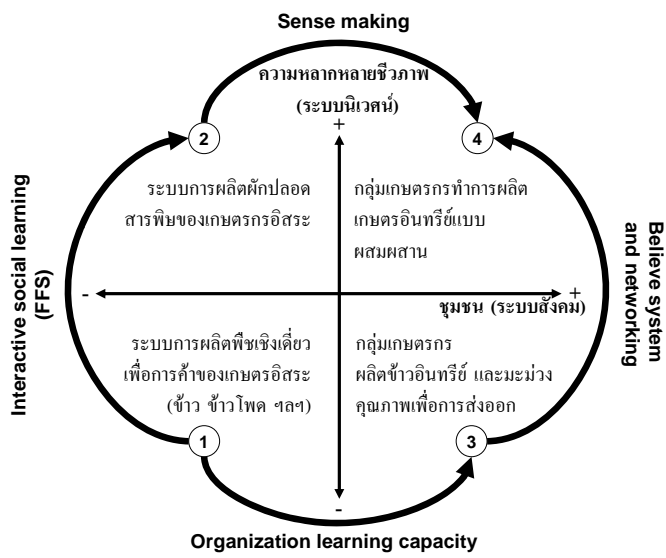 Sense making
ความหลากหลายชีวภาพ
(ระบบนิเวศน์)
+
2
4
ระบบการผลิตผักปลอด
สารพิษของเกษตรกรอิสระ
กลุ่มเกษตรกรทำการผลิต
เกษตรอินทรีย์แบบ
ผสมผสาน
Interactive social learning
(FFS)
Believe system
and networking
-
+
ชุมชน (ระบบสังคม)
ระบบการผลิตพืชเชิงเดี่ยว
เพื่อการค้าของเกษตรอิสระ
(ข้าว ข้าวโพด ฯลฯ)
กลุ่มเกษตรกร
ผลิตข้าวอินทรีย์ และมะม่วง
คุณภาพเพื่อการส่งออก
1
3
-
Organization learning capacity